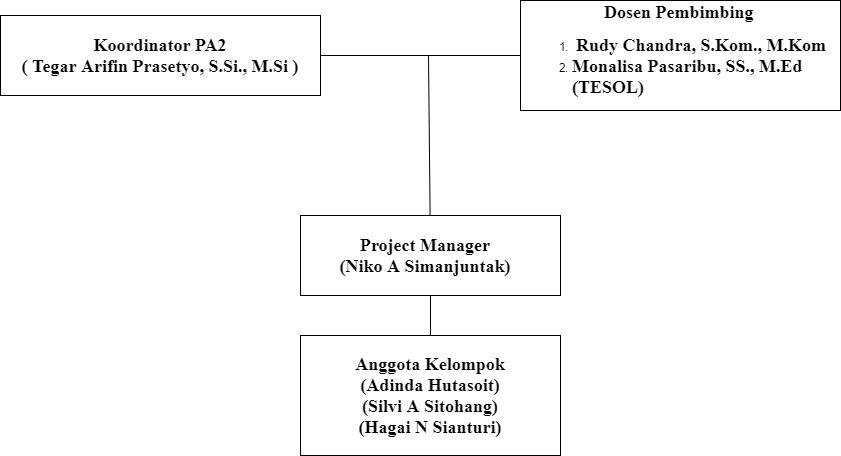 Koordinator PA2
( Tegar Arifin Prasetyo, S.Si., M.Si )
Dosen Pembimbing
1. Rudy Chandra, S.Kom., M.Kom
2. Monalisa Pasaribu, SS., M.Ed
(TESOL)
Project Manager
(Niko A Simanjuntak)
Anggota Kelompok
(Adinda Hutasoit)
(Silvi A Sitohang)
(Hagai N Sianturi)